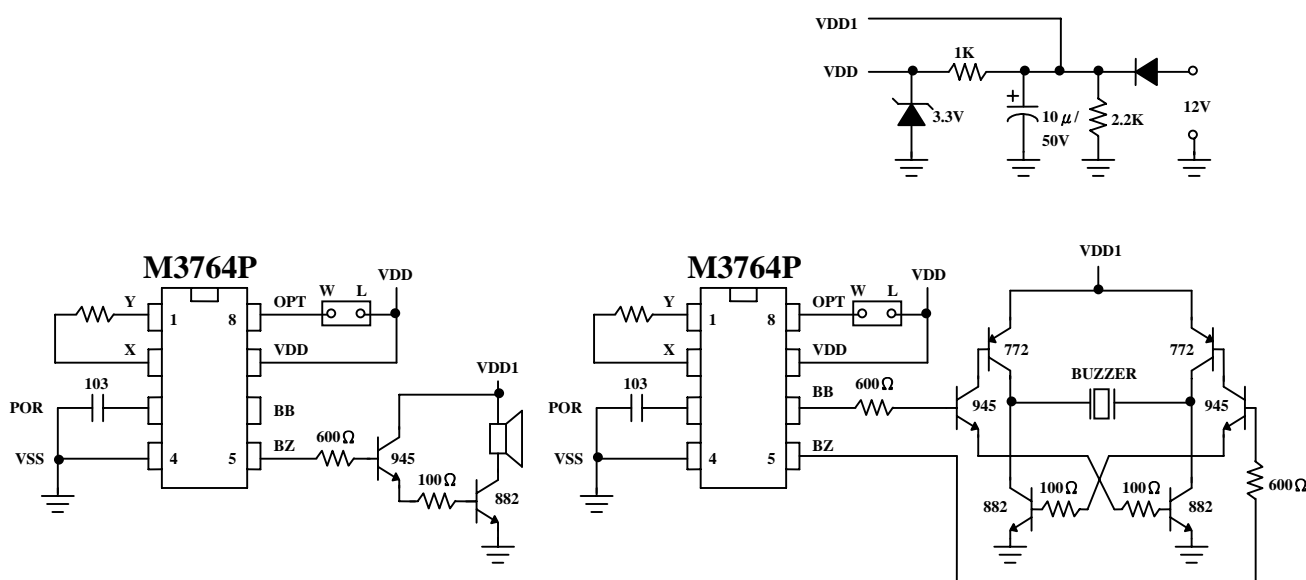 VDD1
VDD
1K
3.3V
10μ/
50V
2.2K
12V
M3764P
Y
X
103
POR
VSS
1
4
8
5
OPT
W
L
VDD
VDD
BB
BZ
600Ω
945
100Ω
882
VDD1
M3764P
Y
X
103
POR
VSS
1
4
8
5
OPT
W
L
VDD
VDD
BB
BZ
600Ω
VDD1
772
772
BUZZER
945
945
100Ω
100Ω
882
882
600Ω